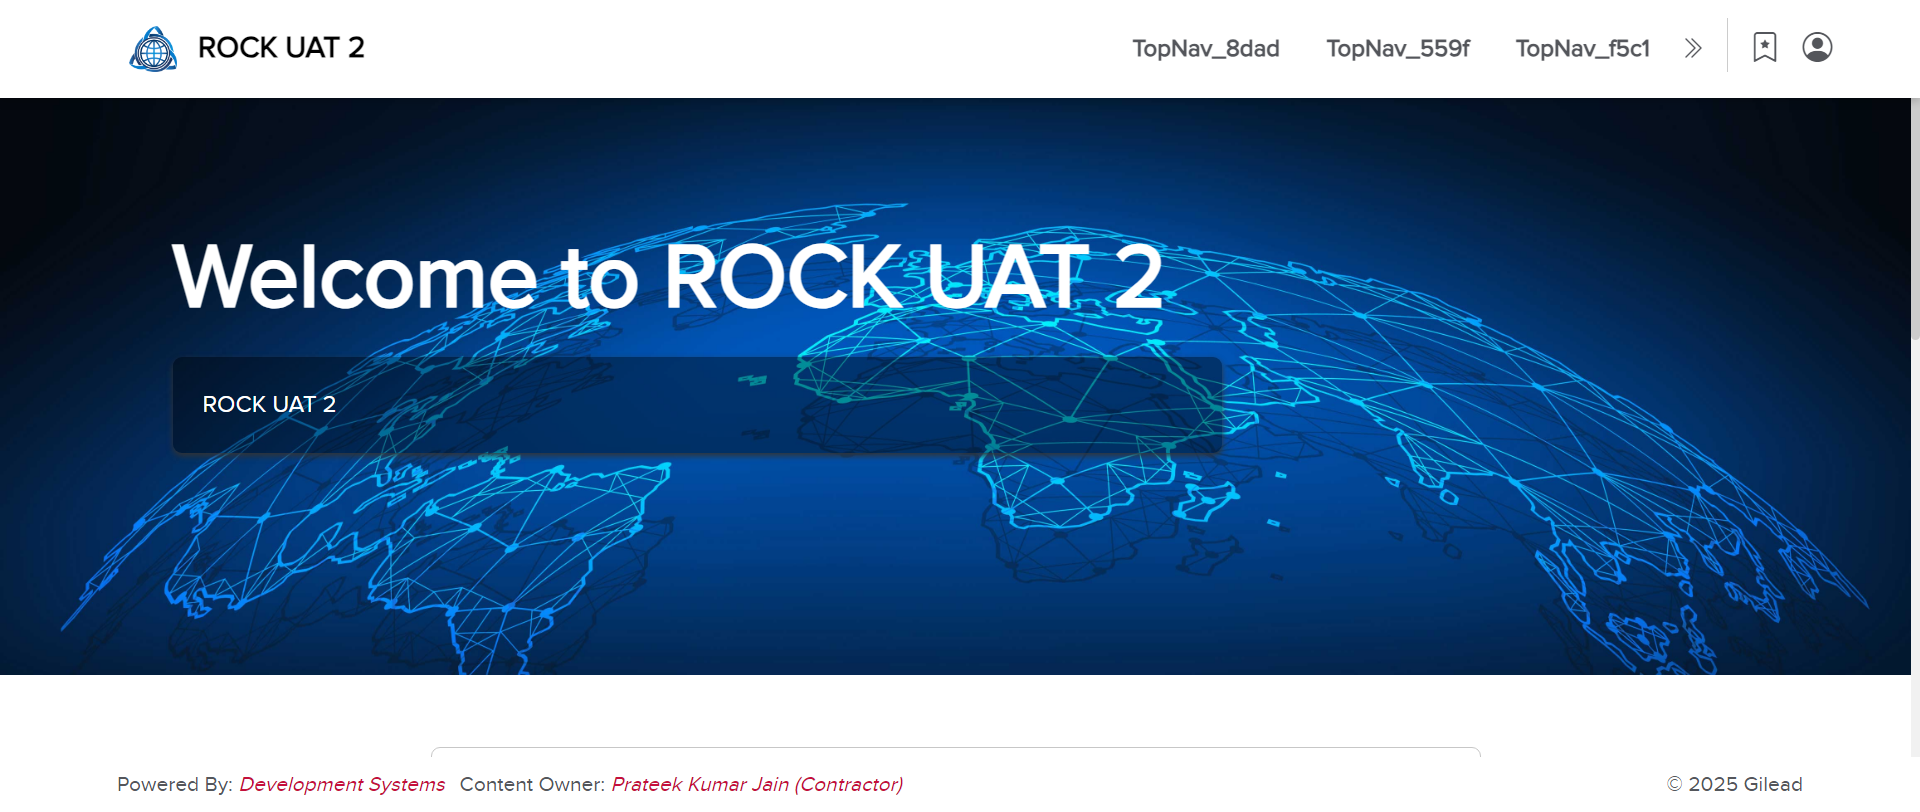 ROCK UAT 2
TopNav_8dad TopNav_559f TopNav_f5c1
Welcome to ROCK UAT 2
ROCK UAT 2
Powered By: Development Systems Content Owner: Prateek Kumar Jain (Contractor)
© 2025 Gilead